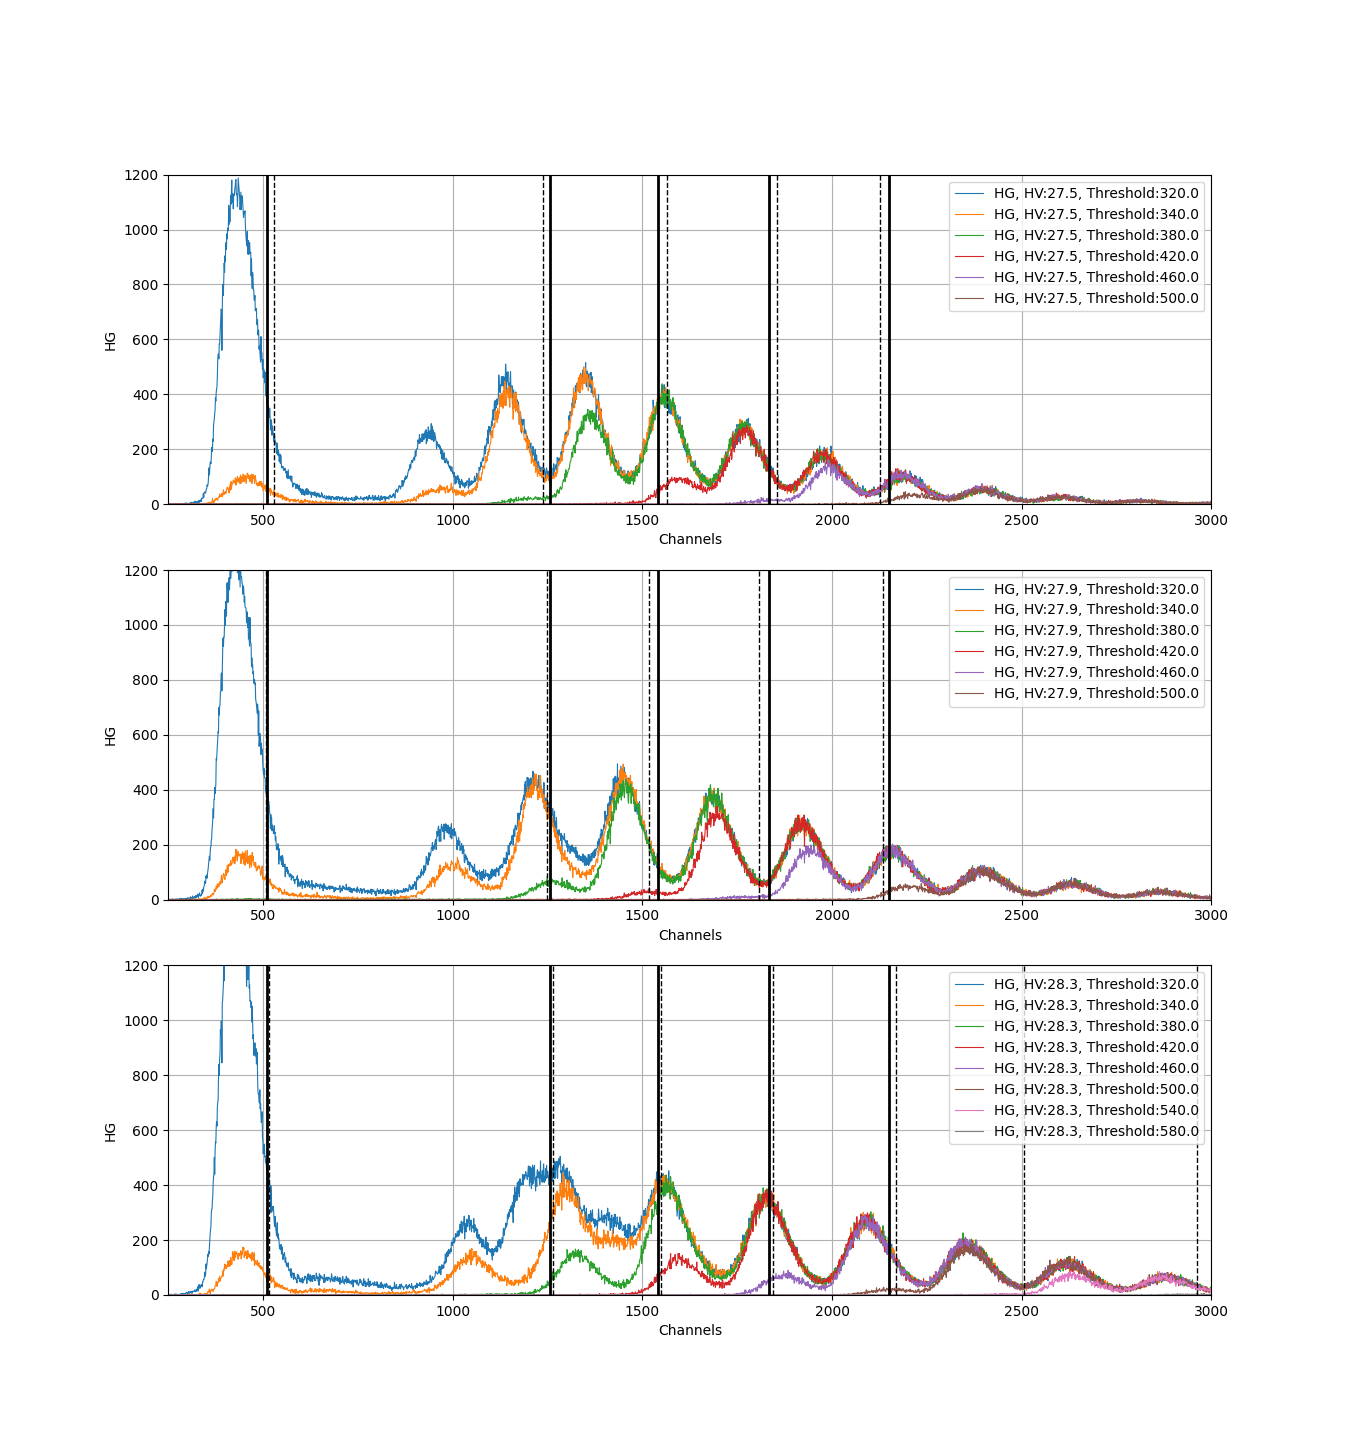 1200
1000
800
600
400
200
0
HG
HG, HV:27.5, Threshold:320.0
HG, HV:27.5, Threshold:340.0
HG, HV:27.5, Threshold:380.0
HG, HV:27.5, Threshold:420.0
HG, HV:27.5, Threshold:460.0
HG, HV:27.5, Threshold:500.0
500 1000 1500 2000 2500 3000
Channels
1200
1000
800
600
400
200
0
HG
HG, HV:27.9, Threshold:320.0
HG, HV:27.9, Threshold:340.0
HG, HV:27.9, Threshold:380.0
HG, HV:27.9, Threshold:420.0
HG, HV:27.9, Threshold:460.0
HG, HV:27.9, Threshold:500.0
500 1000 1500 2000 2500 3000
Channels
1200
1000
800
600
400
200
0
HG
HG, HV:28.3, Threshold:320.0
HG, HV:28.3, Threshold:340.0
HG, HV:28.3, Threshold:380.0
HG, HV:28.3, Threshold:420.0
HG, HV:28.3, Threshold:460.0
HG, HV:28.3, Threshold:500.0
HG, HV:28.3, Threshold:540.0
HG, HV:28.3, Threshold:580.0
500 1000 1500 2000 2500 3000
Channels